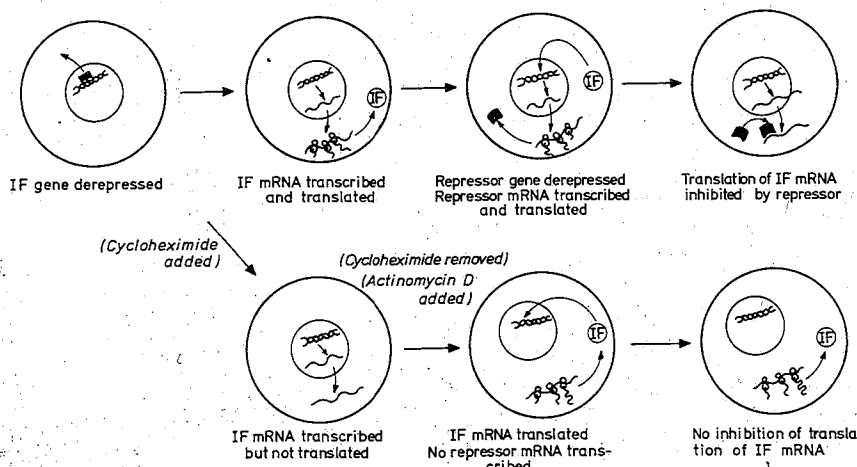 IF
IF
IF gene derepressed
IF mRNA transcribed
and translated
Repressor gene derepressed
Repressor mRNA transcribed
and translated
Translation of IF mRNA
inhibited by repressor
(Cycloheximide
added)
(Cycloheximide removed)
(Actinomycin D
added)
IF
IF
IF mRNA transcribed
but not translated
IF mRNA translated
No repressor mRNA trans-
cribed
No inhibition of transla
tion of IF mRNA